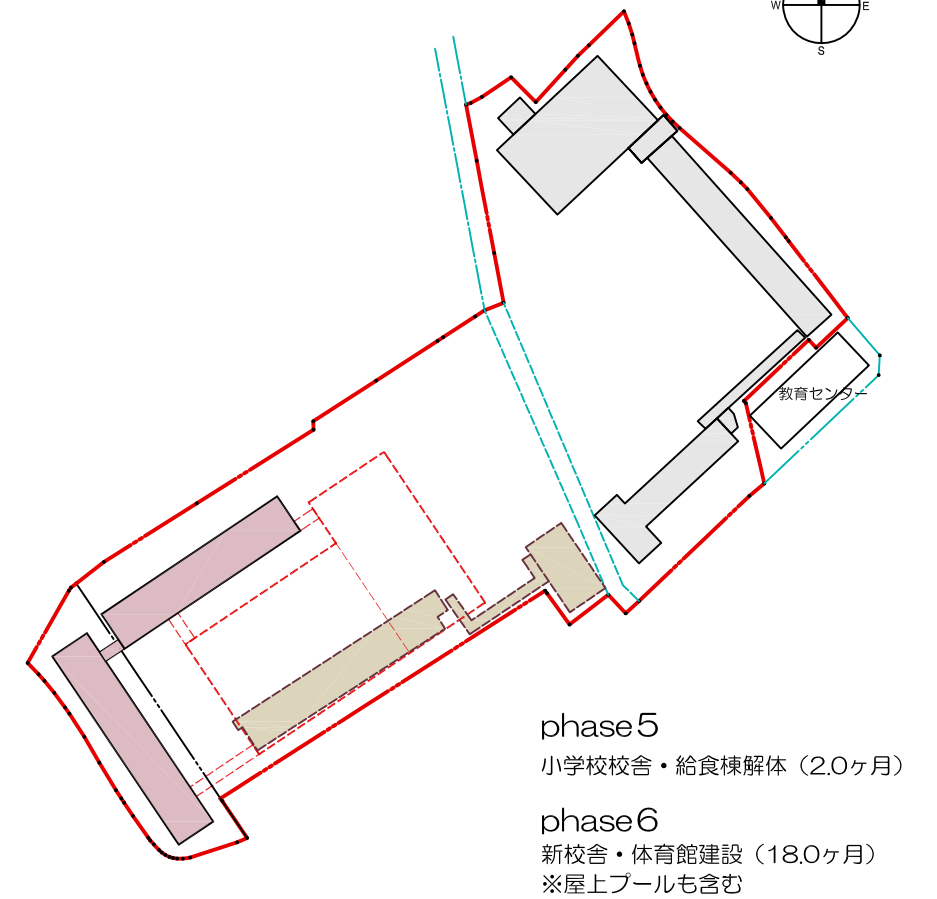 W E
S
教育センター
phase5
小学校校舎・給食棟解体（2.0ヶ月）
phase6
新校舎・体育館建設（18.0ヶ月）
※屋上プールも含む